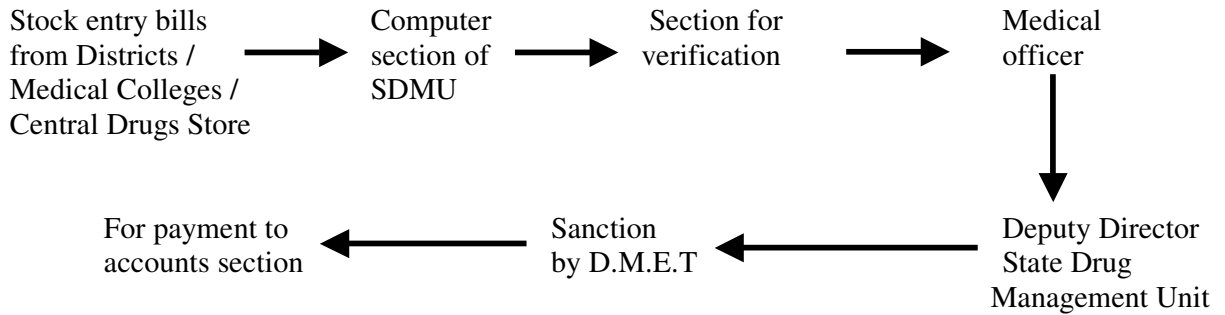 Stock entry bills
from Districts /
Medical Colleges /
Central Drugs Store
Computer
section of
SDMU
Section for
verification
Medical
officer
Deputy Director
State Drug
Management Unit
Sanction
by D.M.E.T
For payment to
accounts section